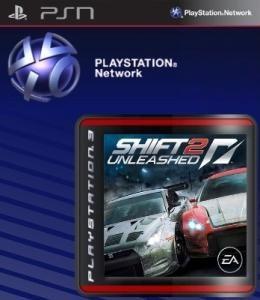 PSN
PlayStation®Network
PLAYSTATION®
Network
PLAYSTATION 3
SHIFT 2
UNLEASHED
EA